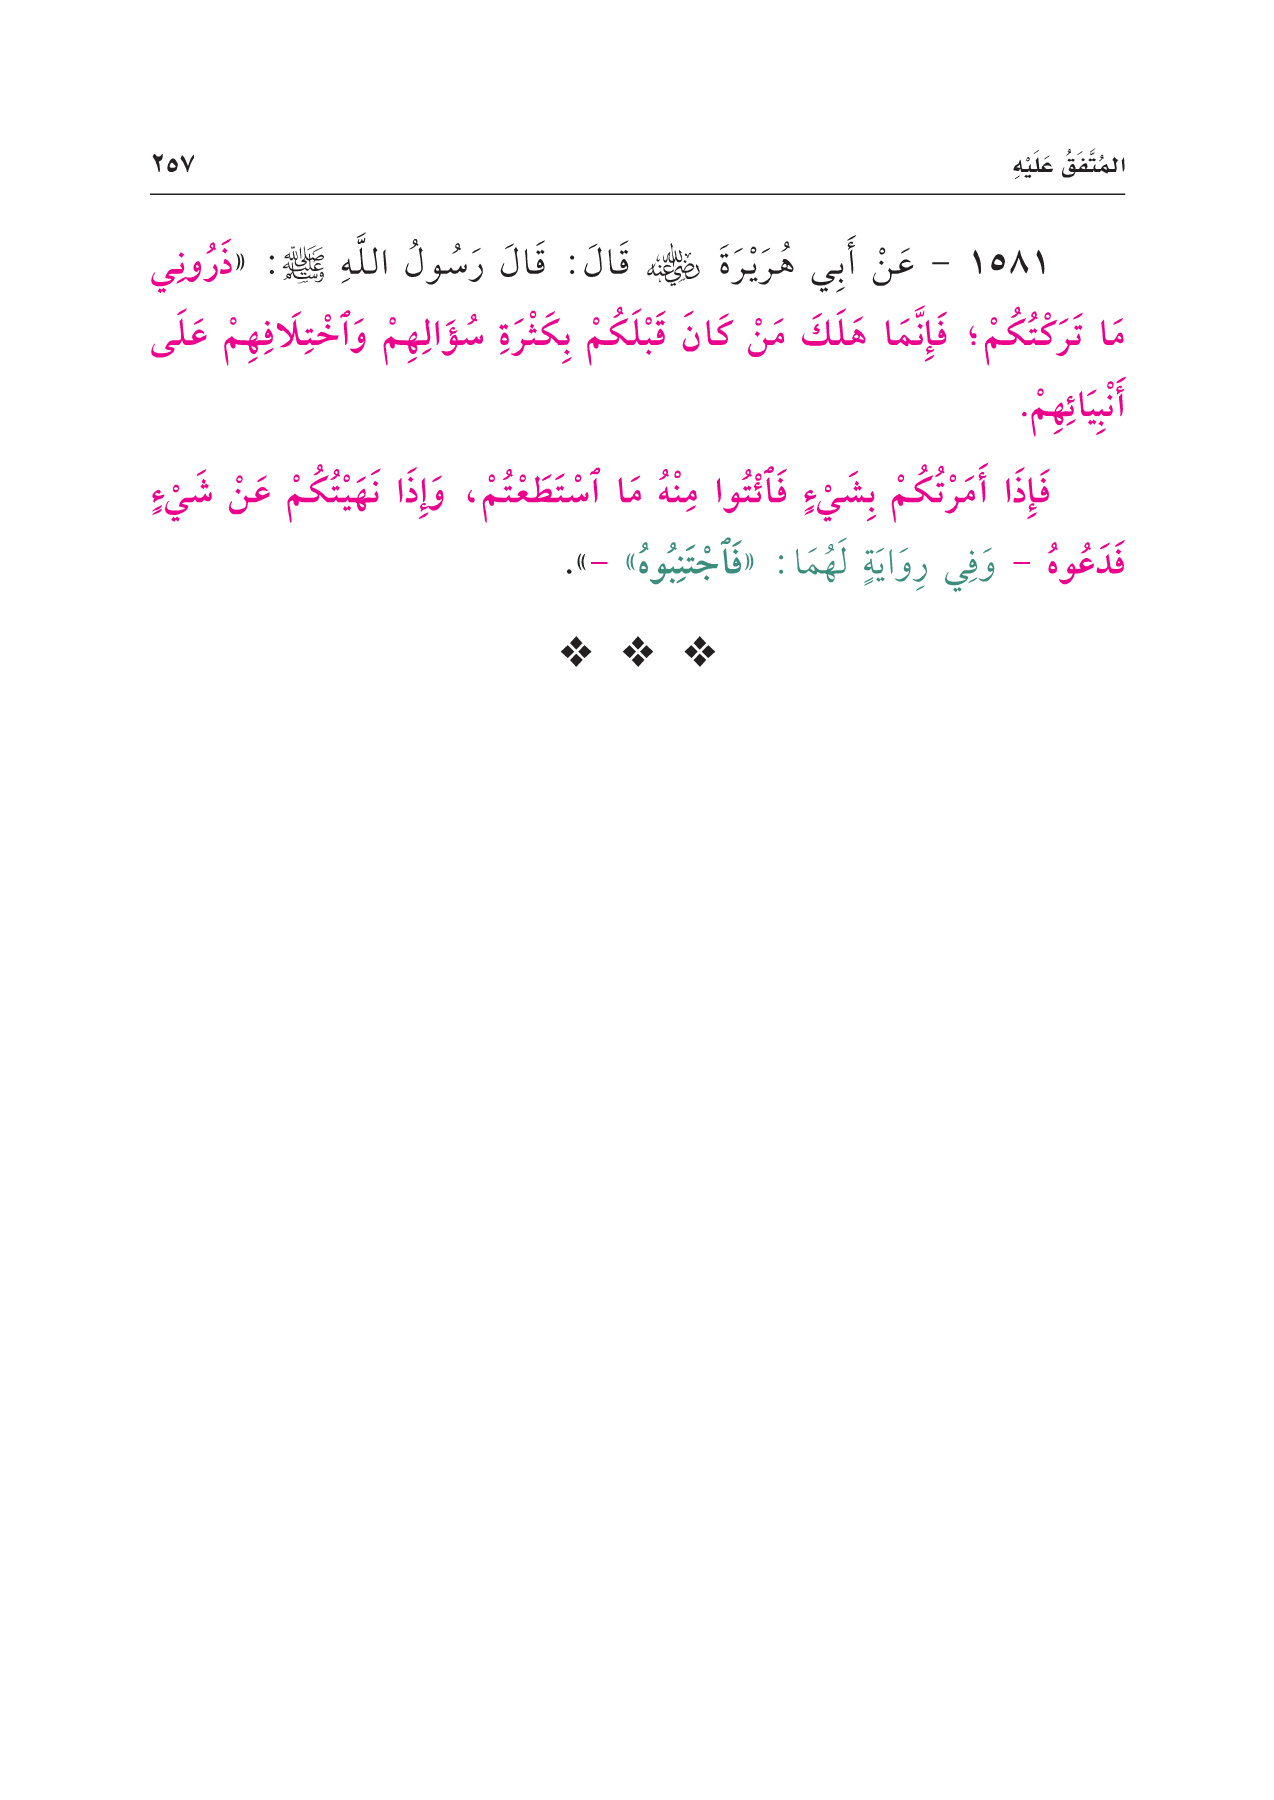 المُتَّفَقُ عَلَيْهِ ٢٥٧
١٥٨١ - عَنْ أَبِي هُرَيْرَةَ رضي الله عنه قَالَ: قَالَ رَسُولُ اللَّهِ ﷺ: «ذَرُونِي
مَا تَرَكْتُكُمْ؛ فَإِنَّمَا هَلَكَ مَنْ كَانَ قَبْلَكُمْ بِكَثْرَةِ سُؤَالِهِمْ وَٱخْتِلَافِهِمْ عَلَى
أَنْبِيَائِهِمْ.
فَإِذَا أَمَرْتُكُمْ بِشَيْءٍ فَٱئْتُوا مِنْهُ مَا ٱسْتَطَعْتُمْ، وَإِذَا نَهَيْتُكُمْ عَنْ شَيْءٍ
فَدَعُوهُ - وَفِي رِوَايَةٍ لَهُمَا: «فَٱجْتَنِبُوهُ» -».